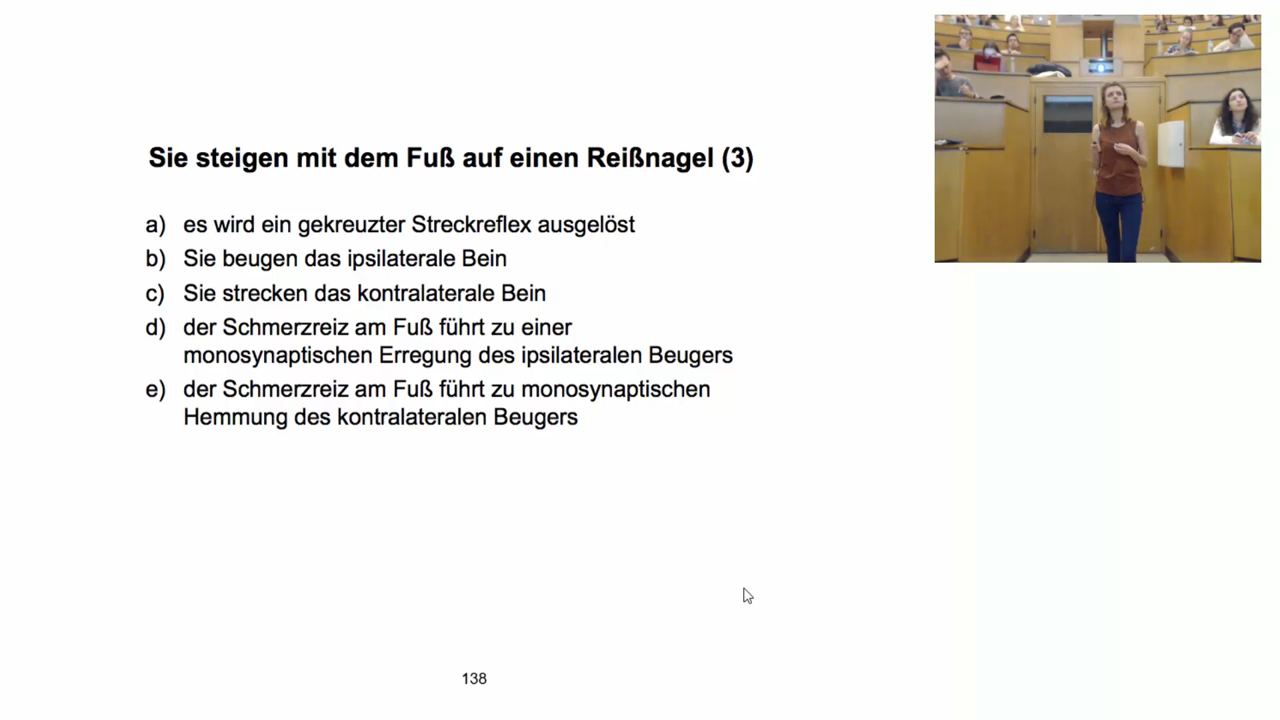 Sie steigen mit dem Fuß auf einen Reißnagel (3)
a) es wird ein gekreuzter Streckreflex ausgelöst
b) Sie beugen das ipsilaterale Bein
c) Sie strecken das kontralaterale Bein
d) der Schmerzreiz am Fuß führt zu einer
monosynaptischen Erregung des ipsilateralen Beugers
e) der Schmerzreiz am Fuß führt zu monosynaptischen
Hemmung des kontralateralen Beugers
138